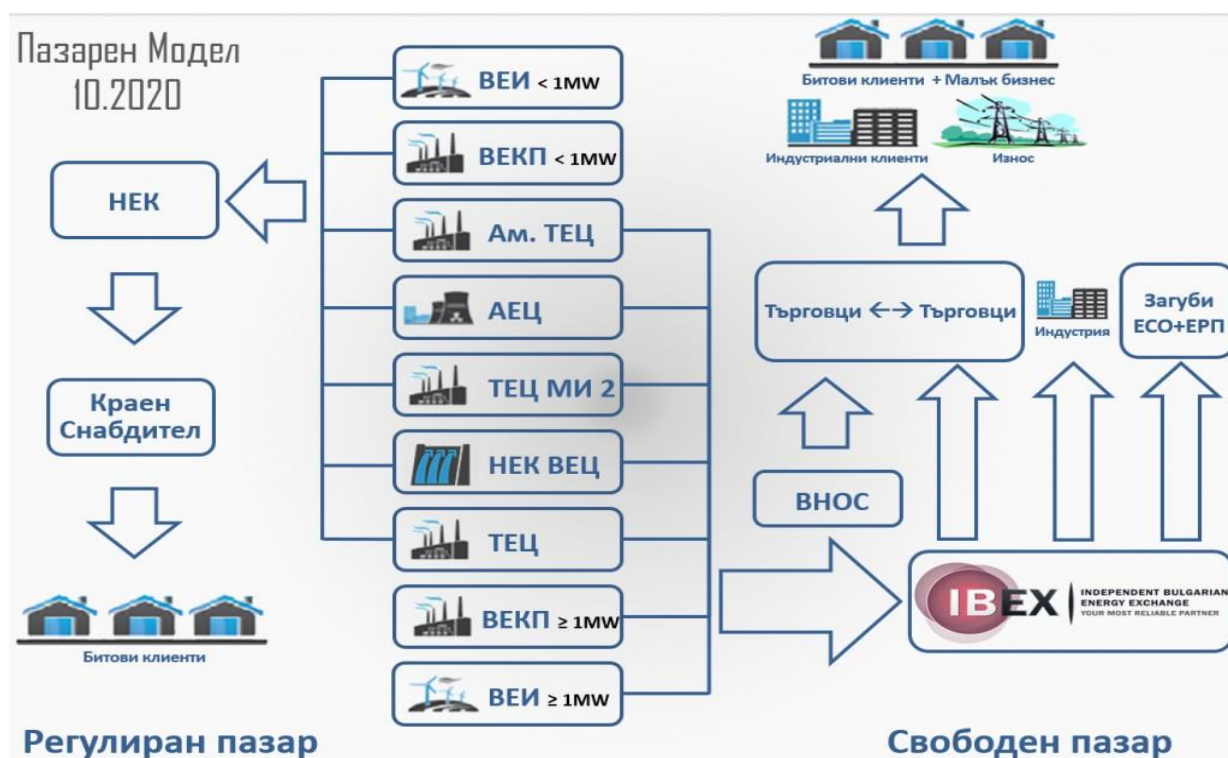 Пазарен Модел
10.2020
НЕК
Краен
Снабдител
Битови клиенти
Регулиран пазар
ВЕИ < 1MW
ВЕКП < 1MW
Ам. ТЕЦ
АЕЦ
ТЕЦ МИ 2
НЕК ВЕЦ
ТЕЦ
ВЕКП ≥ 1MW
ВЕИ ≥ 1MW
Битови клиенти + Малък бизнес
Индустриални клиенти
Износ
Търговци ←→ Търговци
Индустрия
Загуби
ЕСО+ЕРП
ВНОС
IBEX
INDEPENDENT BULGARIAN
ENERGY EXCHANGE
YOUR MOST RELIABLE PARTNER
Свободен пазар